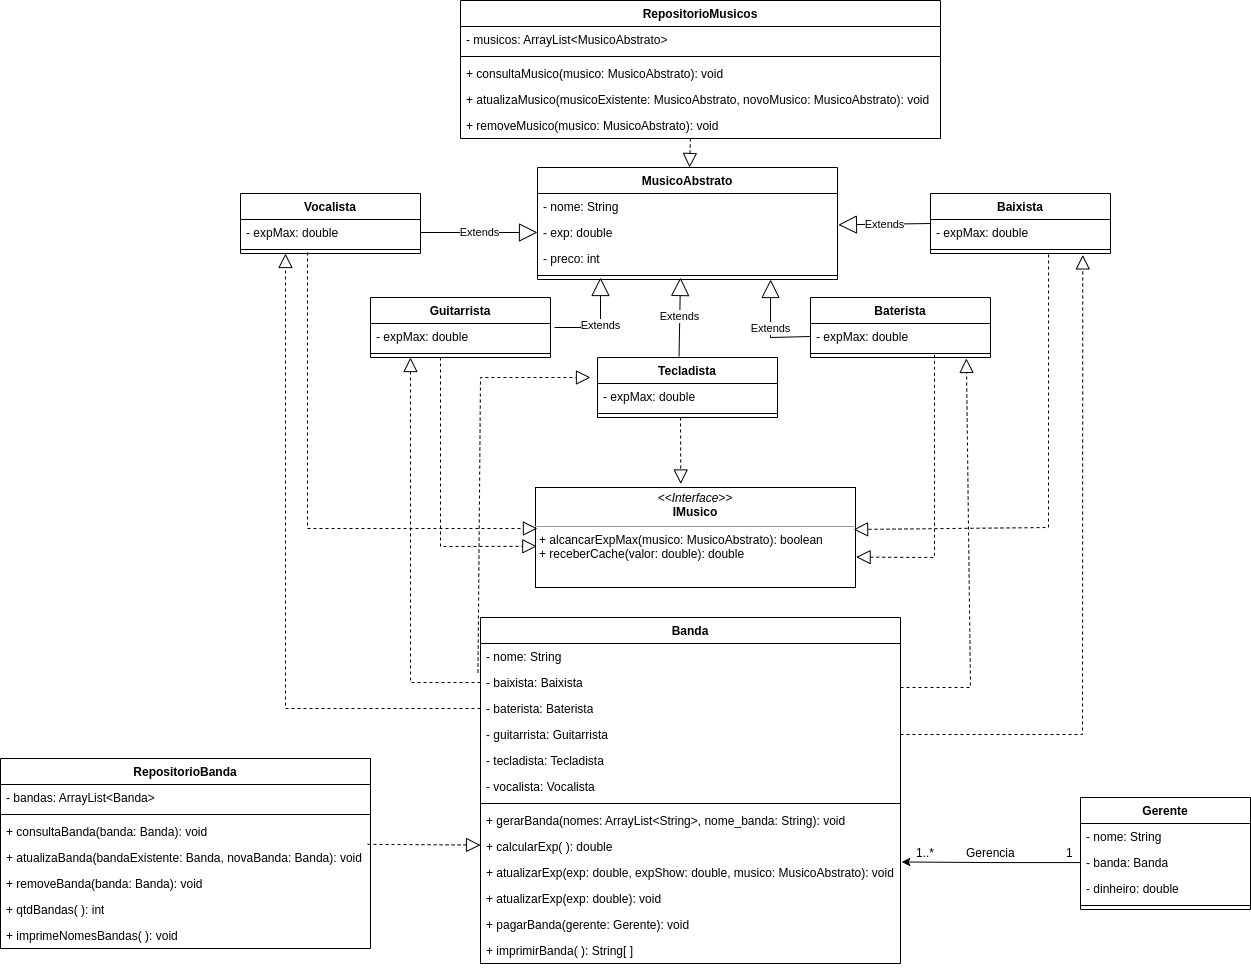 RepositorioMusicos
- musicos: ArrayList<MusicoAbstrato>
+ consultaMusico(musico: MusicoAbstrato): void
+ atualizaMusico(musicoExistente: MusicoAbstrato, novoMusico: MusicoAbstrato): void
+ removeMusico(musico: MusicoAbstrato): void
MusicoAbstrato
- nome: String
- exp: double
- preco: int
Vocalista
- expMax: double
Extends
Baixista
- expMax: double
Extends
Guitarrista
- expMax: double
Extends
Extends
Extends
Baterista
- expMax: double
Tecladista
- expMax: double
<<Interface>>
IMusico
+ alcancarExpMax(musico: MusicoAbstrato): boolean
+ receberCache(valor: double): double
Banda
- nome: String
- baixista: Baixista
- baterista: Baterista
- guitarrista: Guitarrista
- tecladista: Tecladista
- vocalista: Vocalista
+ gerarBanda(nomes: ArrayList<String>, nome_banda: String): void
+ calcularExp( ): double
+ atualizarExp(exp: double, expShow: double, musico: MusicoAbstrato): void
+ atualizarExp(exp: double): void
+ pagarBanda(gerente: Gerente): void
+ imprimirBanda( ): String[ ]
RepositorioBanda
- bandas: ArrayList<Banda>
+ consultaBanda(banda: Banda): void
+ atualizaBanda(bandaExistente: Banda, novaBanda: Banda): void
+ removeBanda(banda: Banda): void
+ qtdBandas( ): int
+ imprimeNomesBandas( ): void
1..* Gerencia 1
Gerente
- nome: String
- banda: Banda
- dinheiro: double